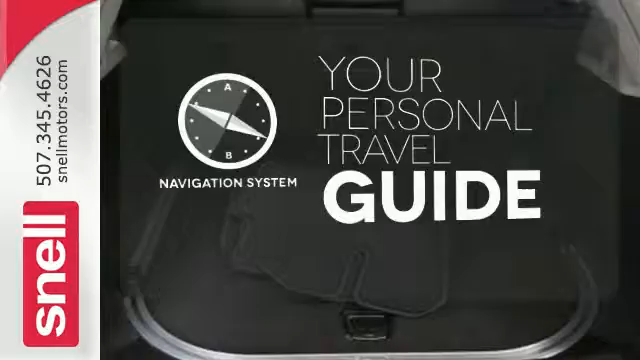 507.345.4626
snellmotors.com
snell
A
B
NAVIGATION SYSTEM
YOUR
PERSONAL
TRAVEL
GUIDE